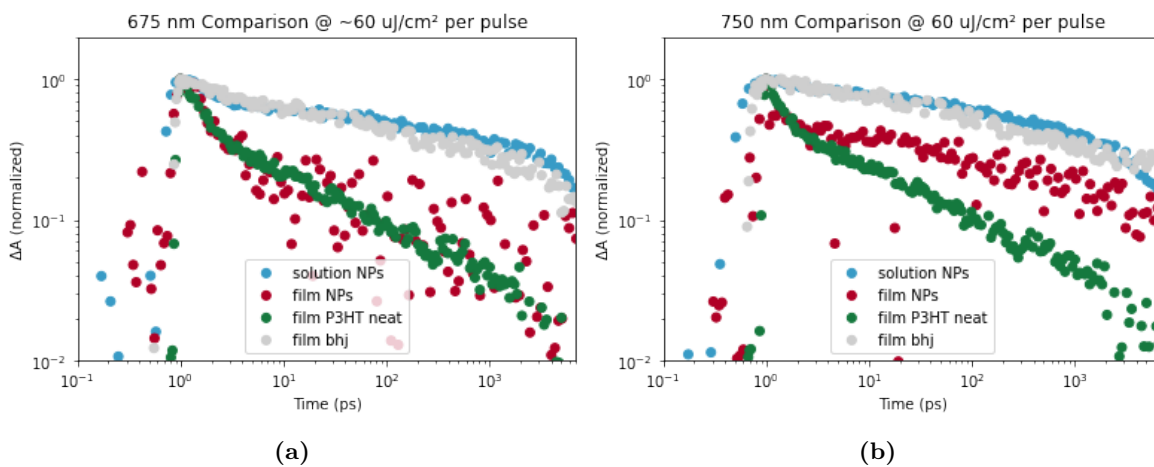 675 nm Comparison @ ~60 uJ/cm² per pulse
ΔA (normalized)
10⁰
10⁻¹
10⁻²
solution NPs
film NPs
film P3HT neat
film bhj
10⁻¹ 10⁰ 10¹ 10² 10³
Time (ps)
(a)
750 nm Comparison @ 60 uJ/cm² per pulse
ΔA (normalized)
10⁰
10⁻¹
10⁻²
solution NPs
film NPs
film P3HT neat
film bhj
10⁻¹ 10⁰ 10¹ 10² 10³
Time (ps)
(b)